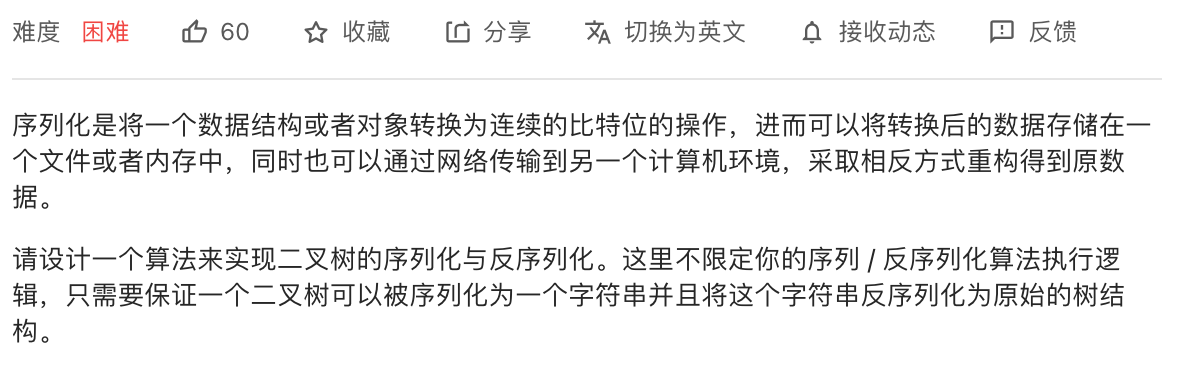 难度 困难 60 收藏 分享 切换为英文 接收动态 反馈
序列化是将一个数据结构或者对象转换为连续的比特位的操作，进而可以将转换后的数据存储在一
个文件或者内存中，同时也可以通过网络传输到另一个计算机环境，采取相反方式重构得到原数
据。
请设计一个算法来实现二叉树的序列化与反序列化。这里不限定你的序列 / 反序列化算法执行逻
辑，只需要保证一个二叉树可以被序列化为一个字符串并且将这个字符串反序列化为原始的树结
构。